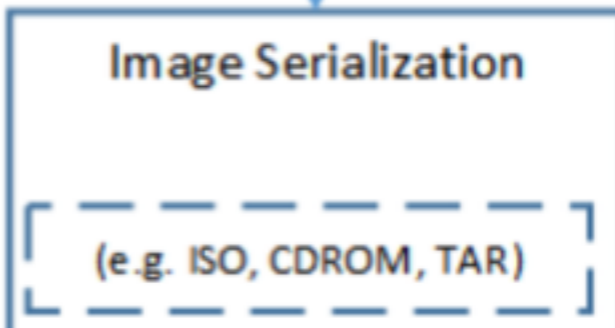 Image Serialization
(e.g. ISO, CDROM, TAR)